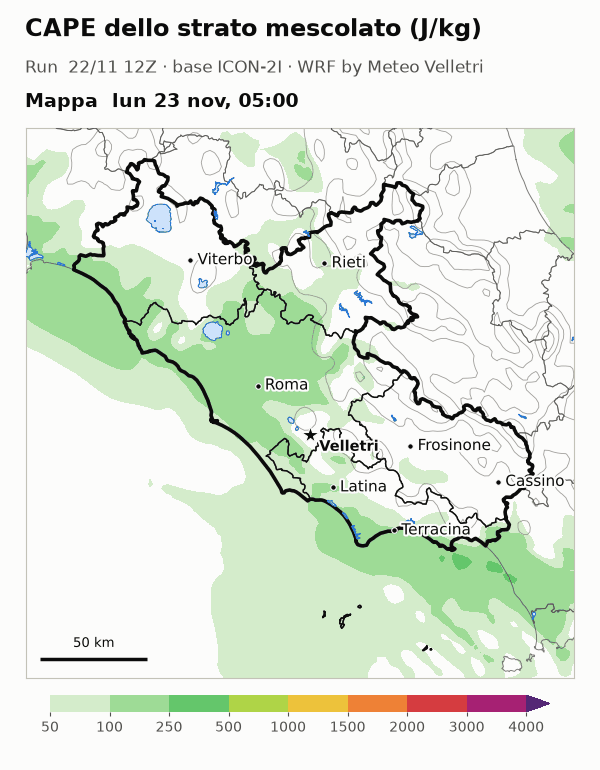 CAPE dello strato mescolato (J/kg)
Run  22/11 12Z · base ICON-2I · WRF by Meteo Velletri
Mappa  lun 23 nov, 05:00
Viterbo
Rieti
Roma
Velletri
Frosinone
Latina
Cassino
Terracina
50 km
50 100 250 500 1000 1500 2000 3000 4000